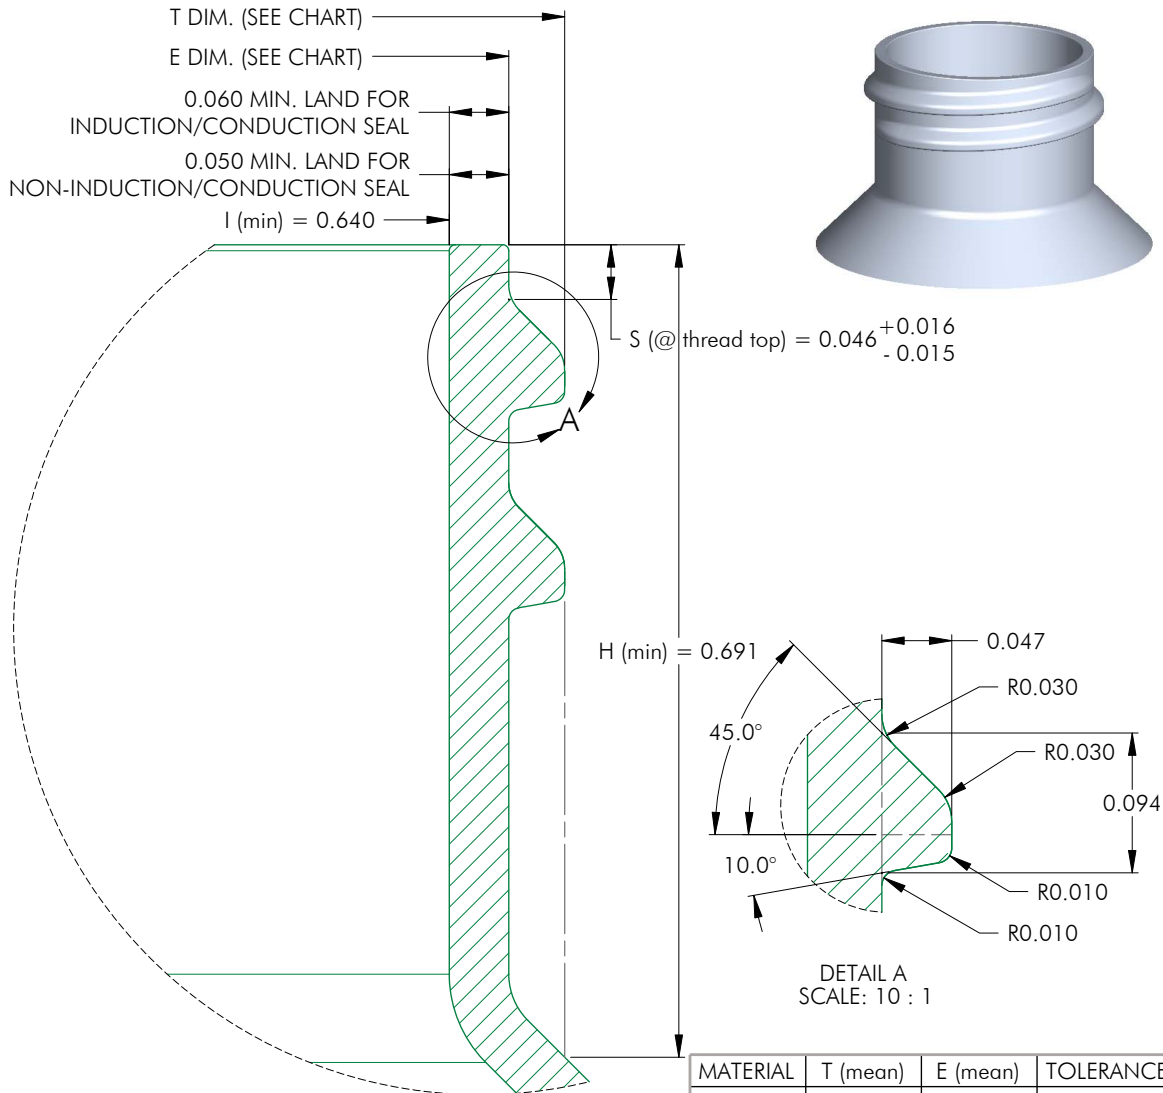 T DIM. (SEE CHART)
E DIM. (SEE CHART)
0.060 MIN. LAND FOR
INDUCTION/CONDUCTION SEAL
0.050 MIN. LAND FOR
NON-INDUCTION/CONDUCTION SEAL
I (min) = 0.640
S (@ thread top) = 0.046 +0.016
- 0.015
A
H (min) = 0.691
0.047
R0.030
45.0°
R0.030
0.094
10.0°
R0.010
R0.010
DETAIL A
SCALE: 10 : 1
MATERIAL T (mean) E (mean) TOLERANCE